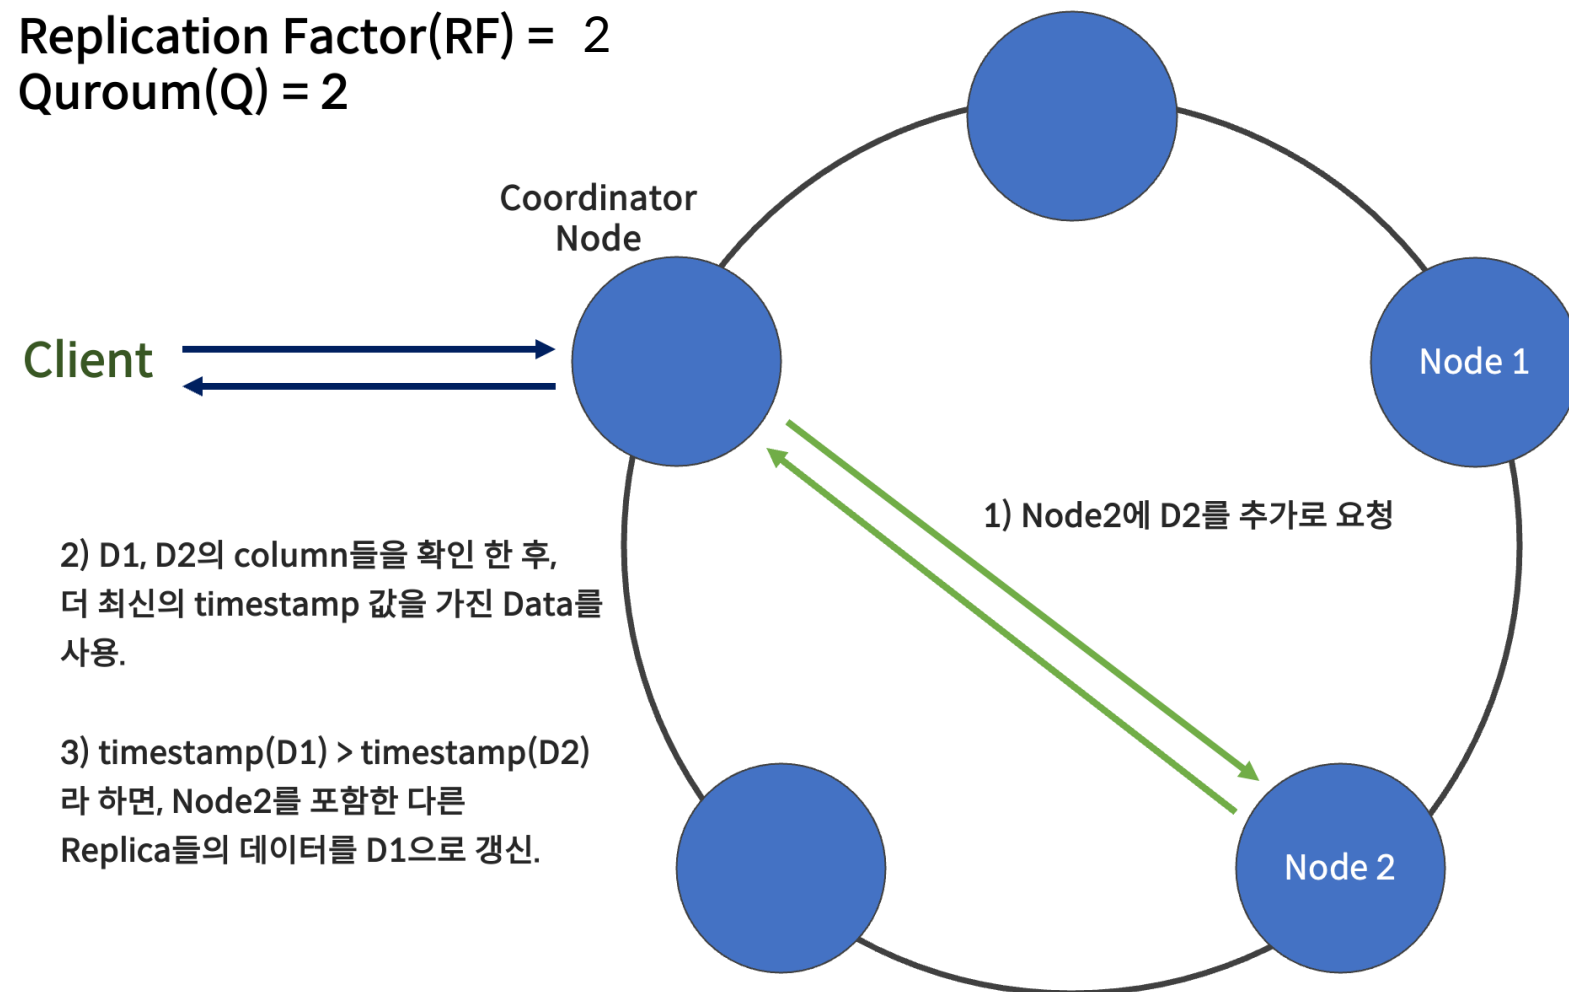 Replication Factor(RF) = 2
Quroum(Q) = 2
Coordinator
Node
Client
Node 1
1) Node2에 D2를 추가로 요청
2) D1, D2의 column들을 확인 한 후,
더 최신의 timestamp 값을 가진 Data를
사용.
3) timestamp(D1) > timestamp(D2)
라 하면, Node2를 포함한 다른
Replica들의 데이터를 D1으로 갱신.
Node 2